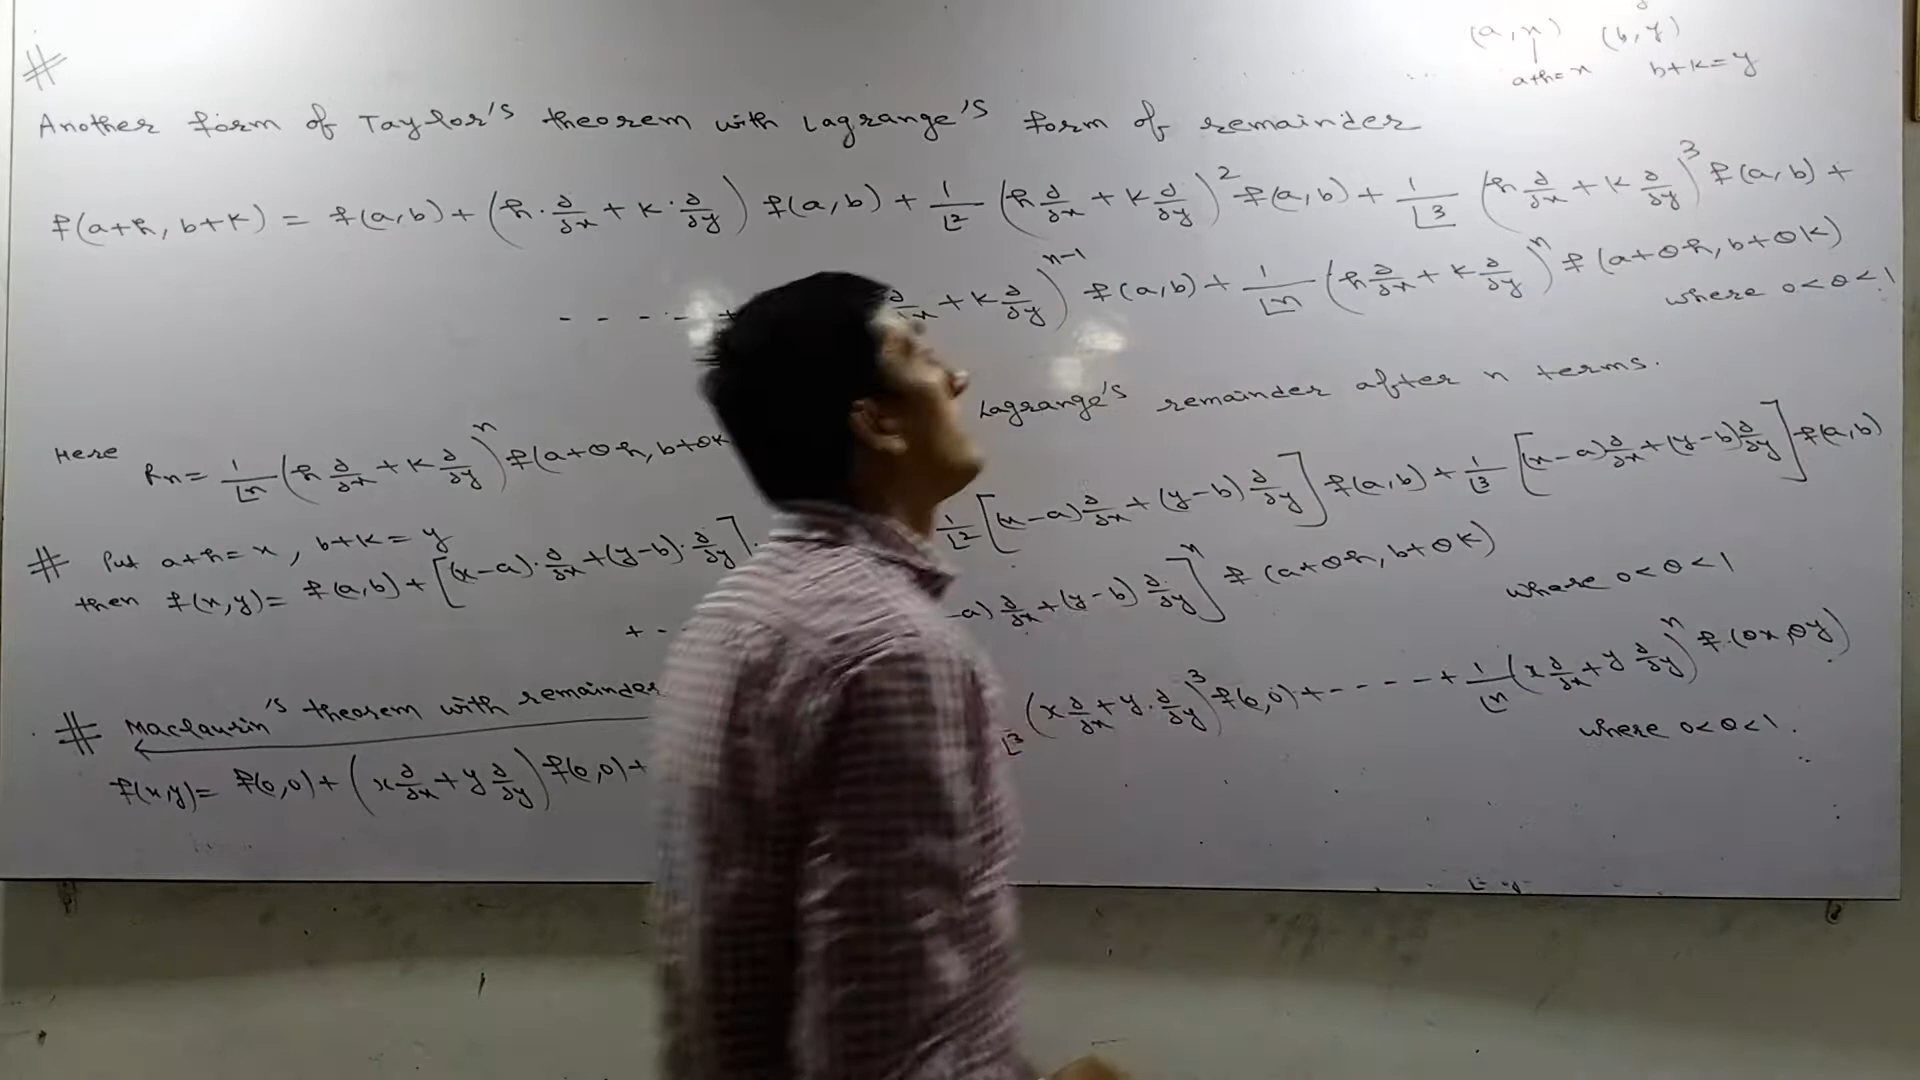 (a, x) (b, y)
a+h=x b+k=y
#
Another form of Taylor's theorem with Lagrange's form of remainder
f(a+h, b+k) = f(a,b) + (h·∂/∂x + k·∂/∂y) f(a,b) + 1/⌊2 (h ∂/∂x + k ∂/∂y)² f(a,b) + 1/⌊3 (h ∂/∂x + k ∂/∂y)³ f(a,b) +
- - - - - + ∂/∂x + k ∂/∂y)ⁿ⁻¹ f(a,b) + 1/⌊n (h ∂/∂x + k ∂/∂y)ⁿ f(a+θh, b+θk)
where 0<θ<1
Here Rn = 1/⌊n (h ∂/∂x + k ∂/∂y)ⁿ f(a+θh, b+θk Lagrange's remainder after n terms.
# Put a+h=x, b+k=y
then f(x,y) = f(a,b) + [(x-a)·∂/∂x + (y-b)·∂/∂y] 1/⌊2 [(x-a) ∂/∂x + (y-b) ∂/∂y] f(a,b) + 1/⌊3 [(x-a) ∂/∂x + (y-b) ∂/∂y] f(a,b)
+ - -a) ∂/∂x + (y-b) ∂/∂y]ⁿ f(a+θh, b+θk)
where 0<θ<1
# Maclaurin's theorem with remainder
f(x,y) = f(0,0) + (x ∂/∂x + y ∂/∂y) f(0,0) + ⌊3 (x ∂/∂x + y·∂/∂y)³ f(0,0) + - - - - + 1/⌊n (x ∂/∂x + y ∂/∂y)ⁿ f·(θx, θy)
where 0<θ<1.